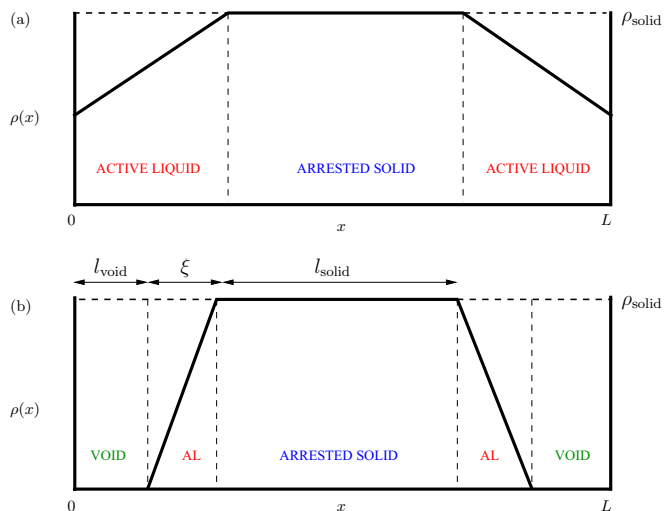 (a)
ρ_solid
ρ(x)
ACTIVE LIQUID ARRESTED SOLID ACTIVE LIQUID
0 x L
l_void ξ l_solid
(b)
ρ_solid
ρ(x)
VOID AL ARRESTED SOLID AL VOID
0 x L